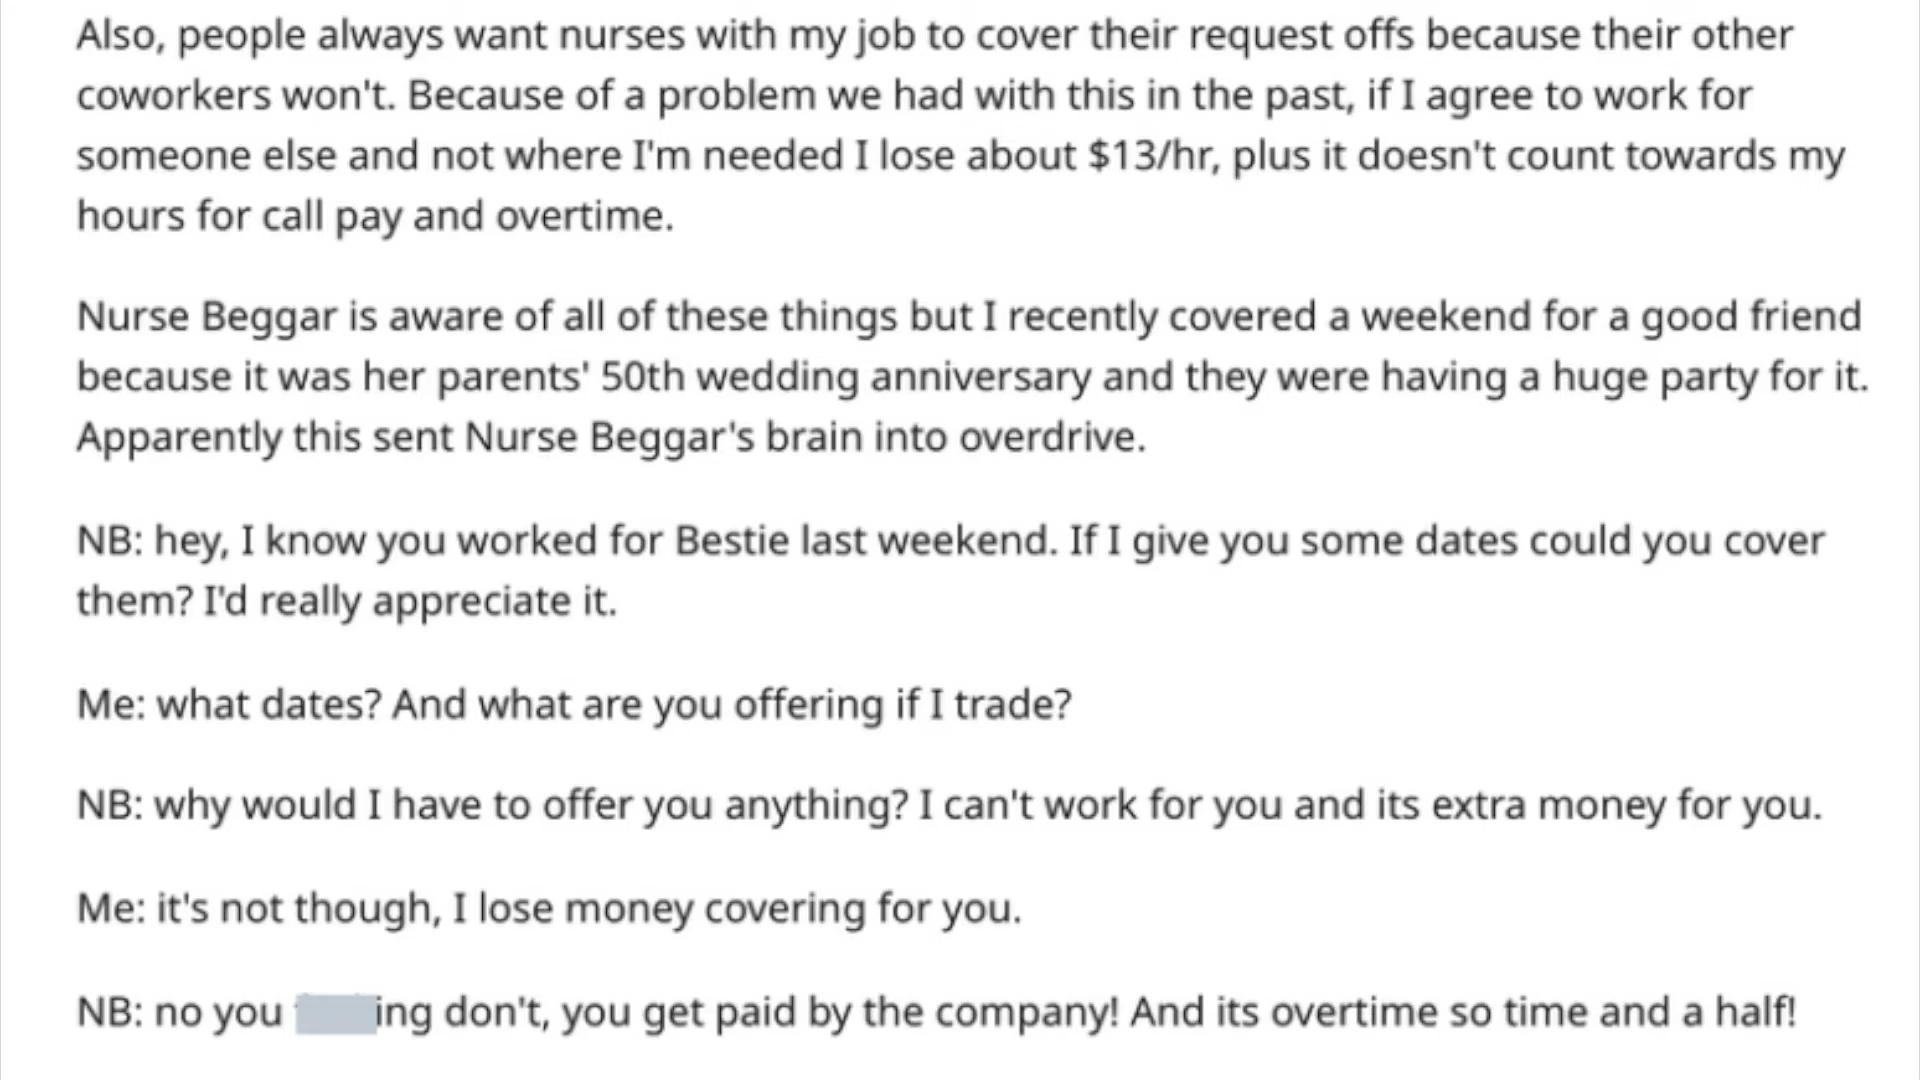 Also, people always want nurses with my job to cover their request offs because their other
coworkers won't. Because of a problem we had with this in the past, if I agree to work for
someone else and not where I'm needed I lose about $13/hr, plus it doesn't count towards my
hours for call pay and overtime.
Nurse Beggar is aware of all of these things but I recently covered a weekend for a good friend
because it was her parents' 50th wedding anniversary and they were having a huge party for it.
Apparently this sent Nurse Beggar's brain into overdrive.
NB: hey, I know you worked for Bestie last weekend. If I give you some dates could you cover
them? I'd really appreciate it.
Me: what dates? And what are you offering if I trade?
NB: why would I have to offer you anything? I can't work for you and its extra money for you.
Me: it's not though, I lose money covering for you.
NB: no you ing don't, you get paid by the company! And its overtime so time and a half!